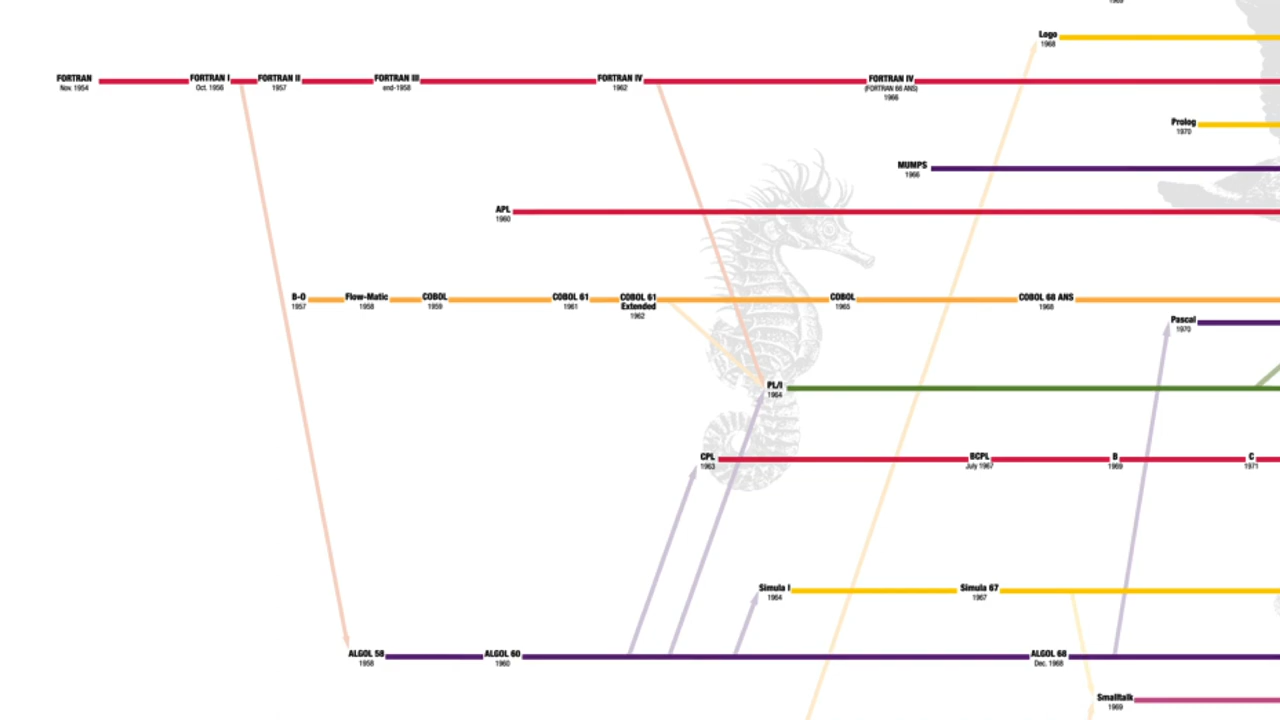 1969
Logo
1968
FORTRAN
Nov. 1954
FORTRAN I
Oct. 1956
FORTRAN II
1957
FORTRAN III
end-1958
FORTRAN IV
1962
FORTRAN IV
(FORTRAN 66 ANS)
1966
Prolog
1970
MUMPS
1966
APL
1960
B-O
1957
Flow-Matic
1958
COBOL
1959
COBOL 61
1961
COBOL 61
Extended
1962
COBOL
1965
COBOL 68 ANS
1968
Pascal
1970
PL/I
1964
CPL
1963
BCPL
July 1967
B
1969
C
1971
Simula I
1964
Simula 67
1967
ALGOL 58
1958
ALGOL 60
1960
ALGOL 68
Dec. 1968
Smalltalk
1969